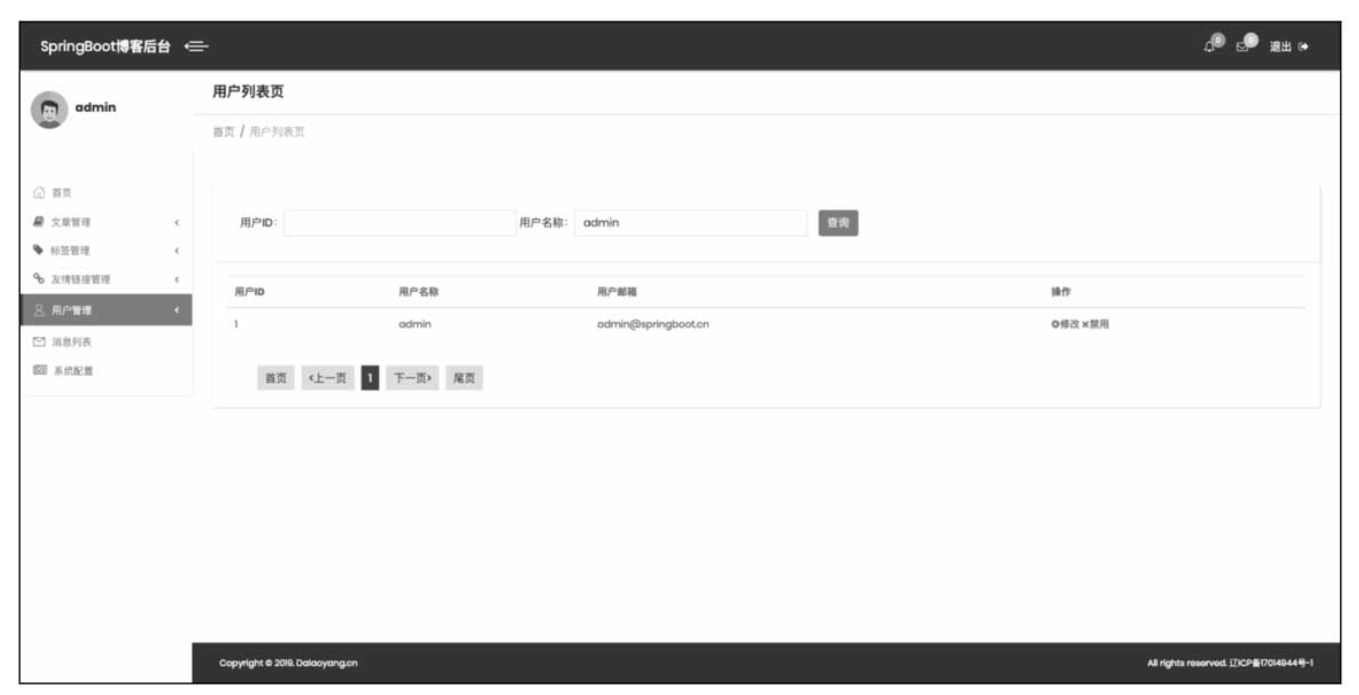 SpringBoot博客后台
0 0 退出
admin
用户列表页
首页 / 用户列表页
首页
文章管理
标签管理
友情链接管理
用户管理
消息列表
系统配置
用户ID: 用户名称: admin 查询
用户ID 用户名称 用户邮箱 操作
1 admin admin@springboot.cn 修改 禁用
首页 ‹上一页 1 下一页› 尾页
Copyright © 2018. Dalaoyang.cn All rights reserved. 辽ICP备17014944号-1